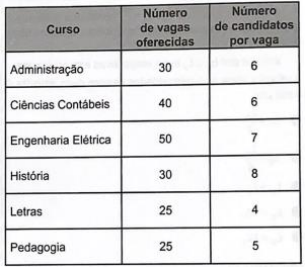 Curso Número de vagas oferecidas Número de candidatos por vaga
Administração 30 6
Ciências Contábeis 40 6
Engenharia Elétrica 50 7
História 30 8
Letras 25 4
Pedagogia 25 5